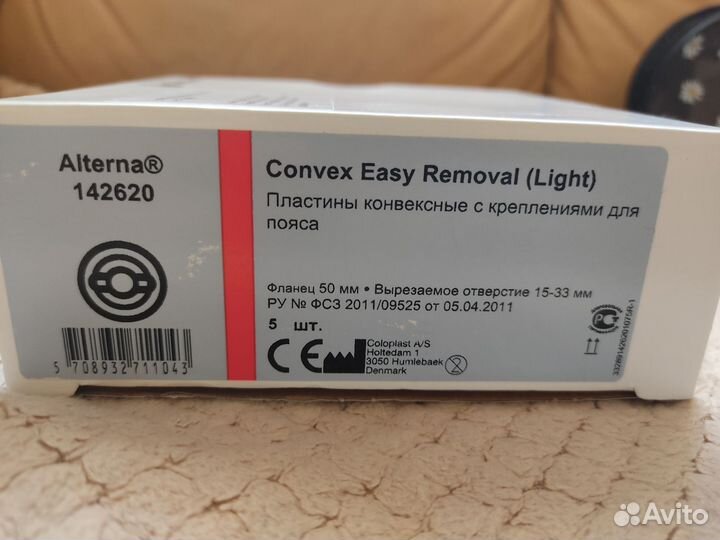 Alterna®
142620
Convex Easy Removal (Light)
Пластины конвексные с креплениями для
пояса
Фланец 50 мм • Вырезаемое отверстие 15-33 мм
РУ № ФСЗ 2011/09525 от 05.04.2011
5 шт.
CE
Coloplast A/S
Holtedam 1
3050 Humlebaek
Denmark
5 708932 711043
Avito